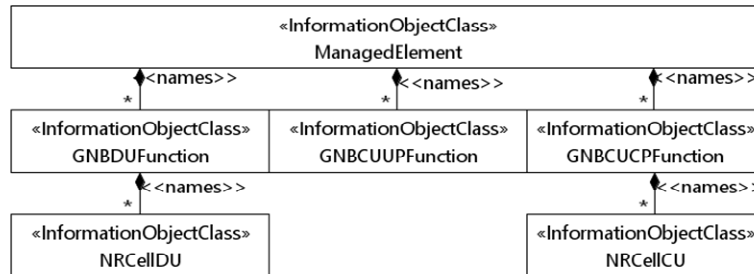 «InformationObjectClass»
ManagedElement
<<names>>
<<names>>
<<names>>
*
*
*
«InformationObjectClass»
GNBDUFunction
«InformationObjectClass»
GNBCUUPFunction
«InformationObjectClass»
GNBCUCPFunction
<<names>>
<<names>>
*
*
«InformationObjectClass»
NRCellDU
«InformationObjectClass»
NRCellCU